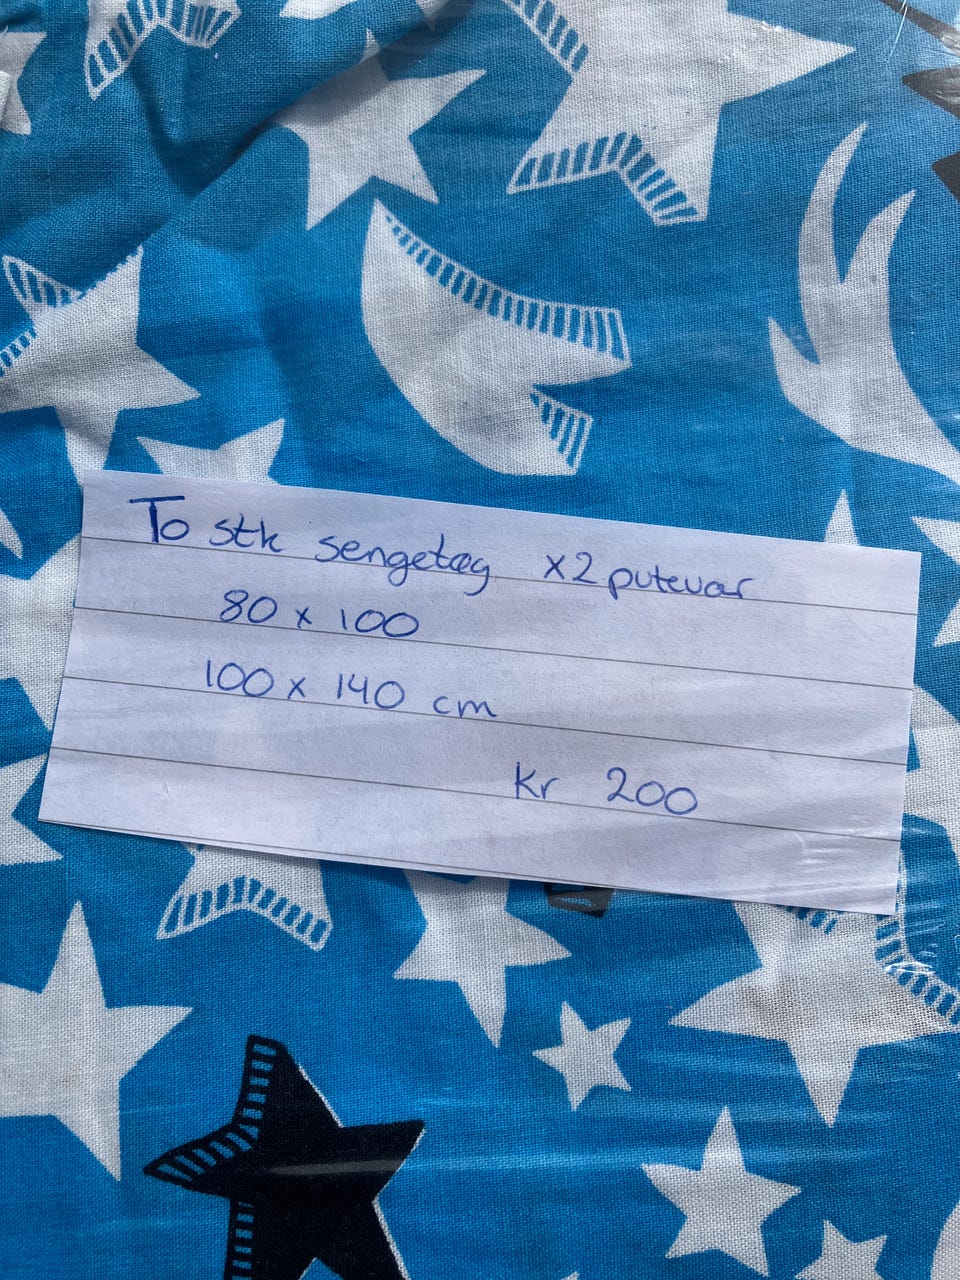 To stk sengetøy x2 putevar
80 x 100
100 x 140 cm
kr 200